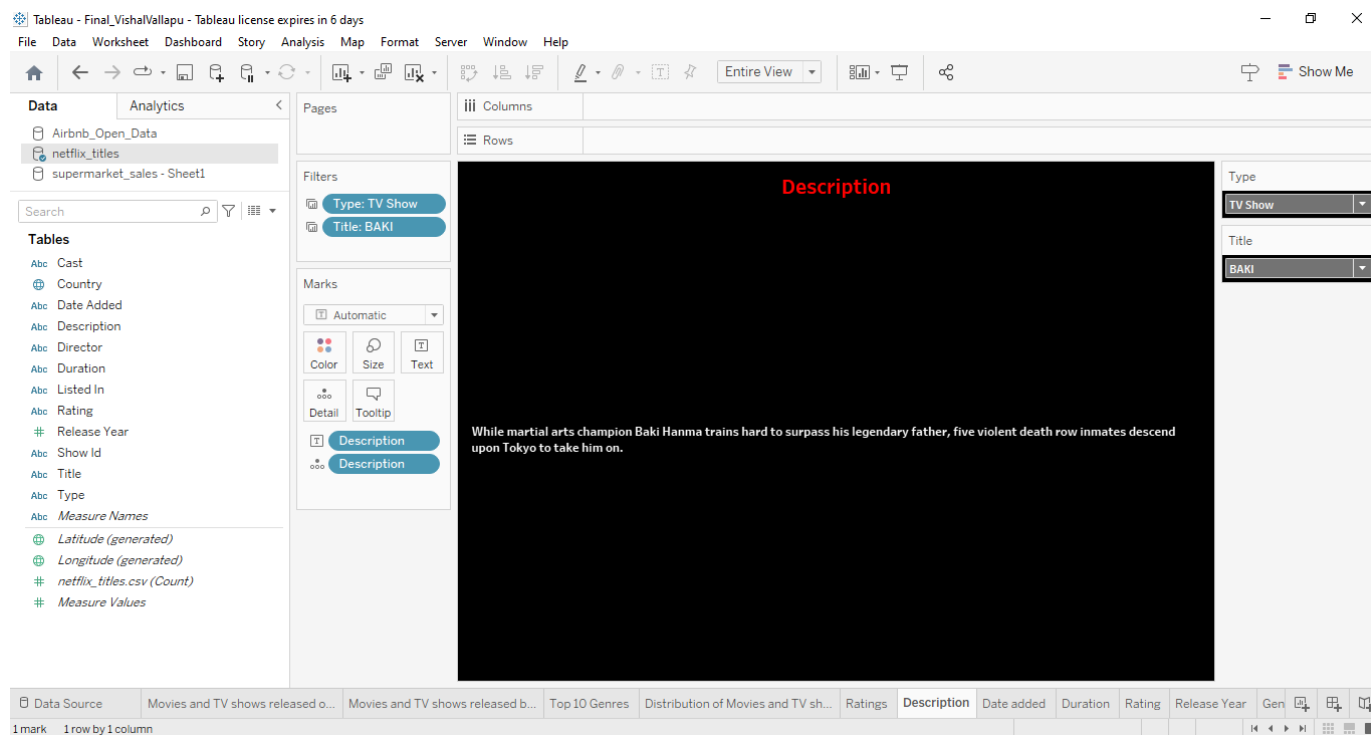 Tableau - Final_VishalVallapu - Tableau license expires in 6 days
File Data Worksheet Dashboard Story Analysis Map Format Server Window Help
Entire View
Show Me
Data Analytics
Airbnb_Open_Data
netflix_titles
supermarket_sales - Sheet1
Search
Tables
Abc Cast
Country
Abc Date Added
Abc Description
Abc Director
Abc Duration
Abc Listed In
Abc Rating
# Release Year
Abc Show Id
Abc Title
Abc Type
Abc Measure Names
Latitude (generated)
Longitude (generated)
# netflix_titles.csv (Count)
# Measure Values
Pages
Filters
Type: TV Show
Title: BAKI
Marks
T Automatic
Color Size Text
Detail Tooltip
T Description
Description
Columns
Rows
Description
While martial arts champion Baki Hanma trains hard to surpass his legendary father, five violent death row inmates descend
upon Tokyo to take him on.
Type
TV Show
Title
BAKI
Data Source Movies and TV shows released o... Movies and TV shows released b... Top 10 Genres Distribution of Movies and TV sh... Ratings Description Date added Duration Rating Release Year Gen
1 mark 1 row by 1 column